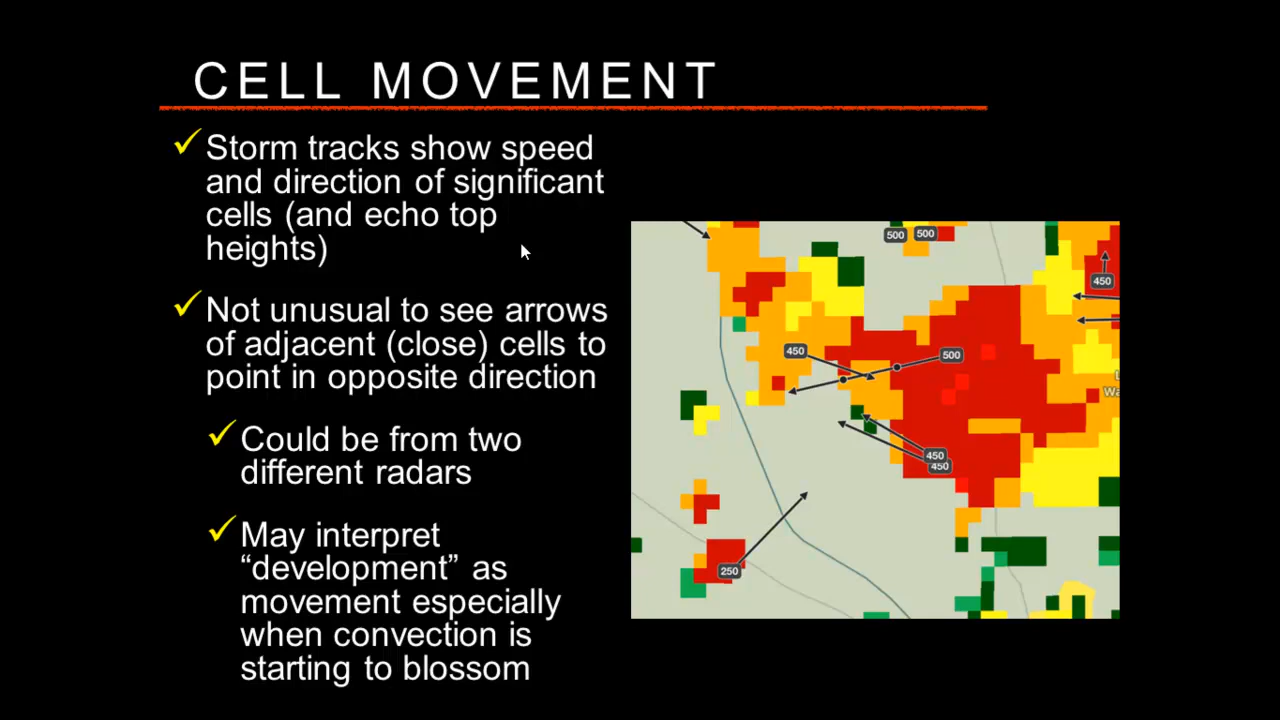 CELL MOVEMENT
Storm tracks show speed
and direction of significant
cells (and echo top
heights)
Not unusual to see arrows
of adjacent (close) cells to
point in opposite direction
Could be from two
different radars
May interpret
“development” as
movement especially
when convection is
starting to blossom
500 500
450
450
500
450
450
250